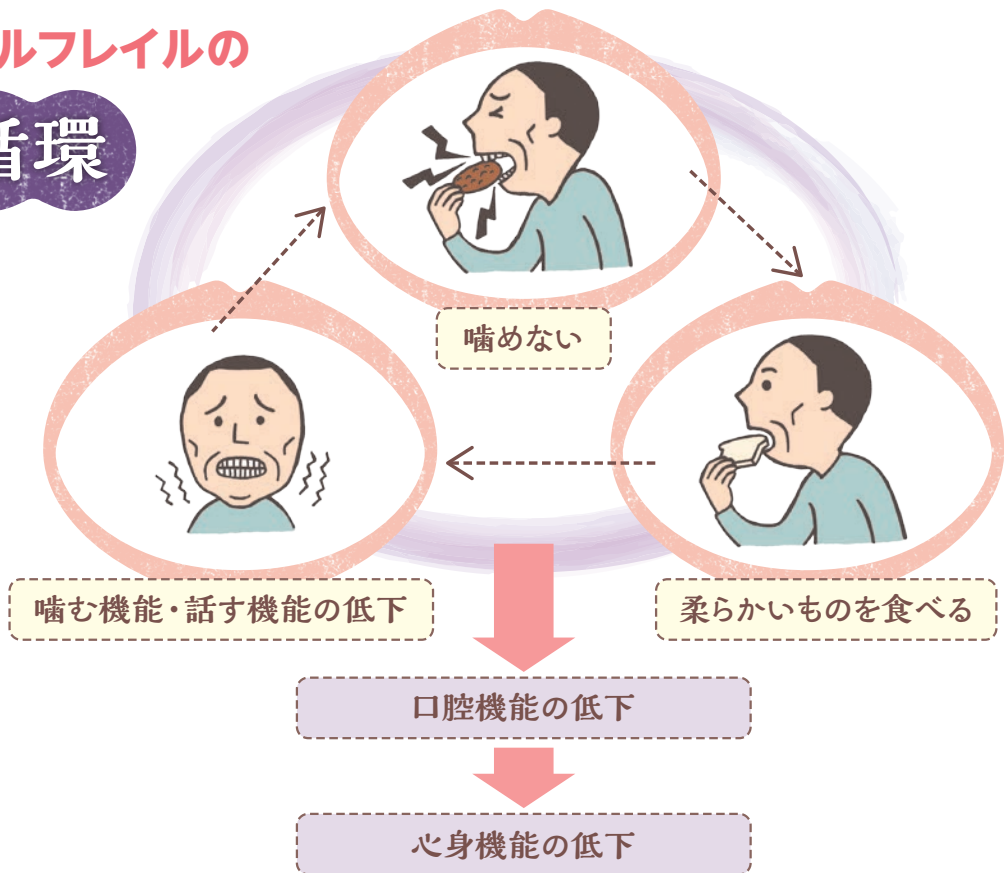 ルフレイルの
循環
噛めない
噛む機能・話す機能の低下
柔らかいものを食べる
口腔機能の低下
心身機能の低下